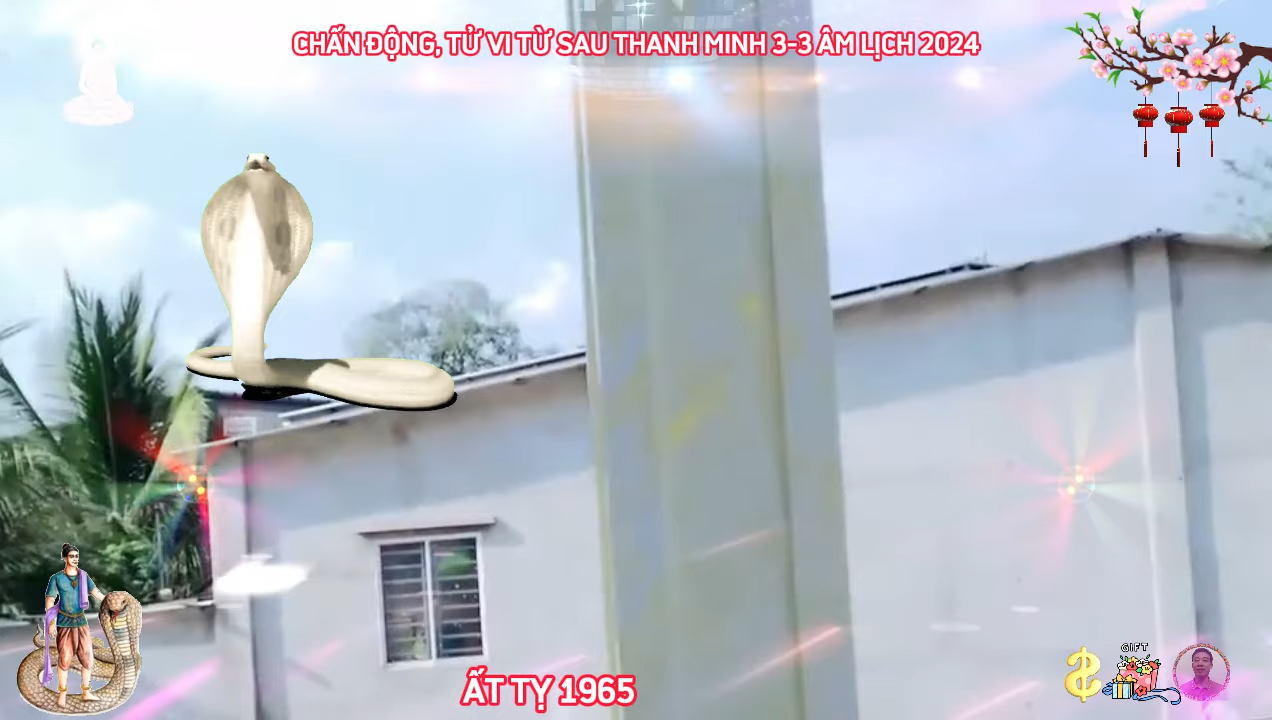 CHẤN ĐỘNG, TỬ VI TỪ SAU THANH MINH 3-3 ÂM LỊCH 2024
GIFT
ẤT TỴ 1965